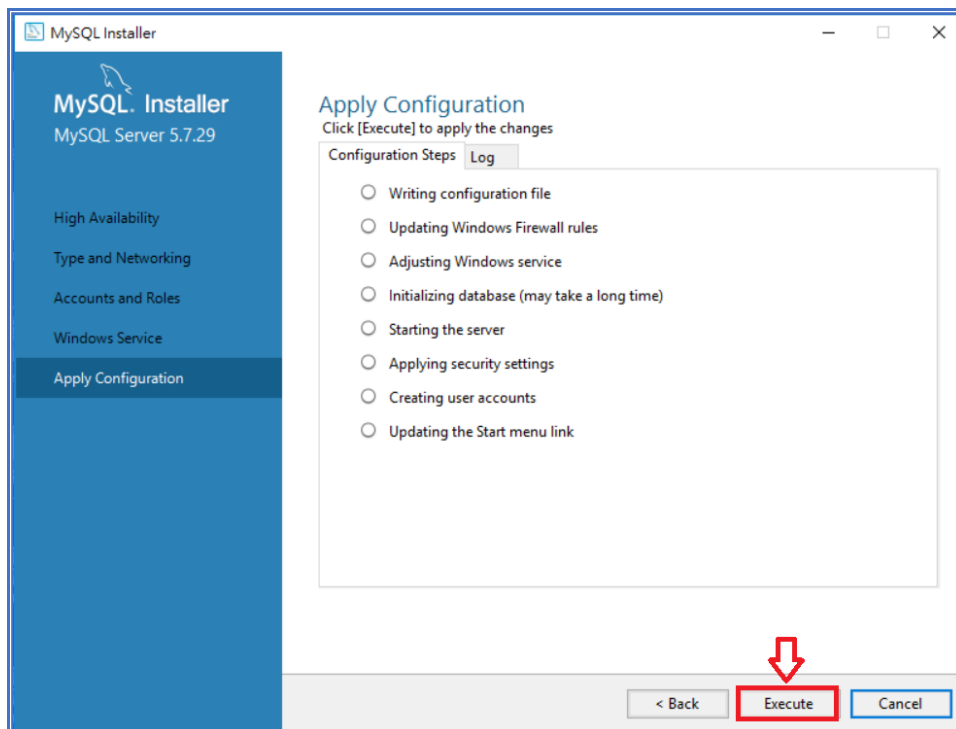 MySQL Installer
MySQL. Installer
MySQL Server 5.7.29
High Availability
Type and Networking
Accounts and Roles
Windows Service
Apply Configuration
Apply Configuration
Click [Execute] to apply the changes
Configuration Steps
Log
Writing configuration file
Updating Windows Firewall rules
Adjusting Windows service
Initializing database (may take a long time)
Starting the server
Applying security settings
Creating user accounts
Updating the Start menu link
< Back
Execute
Cancel